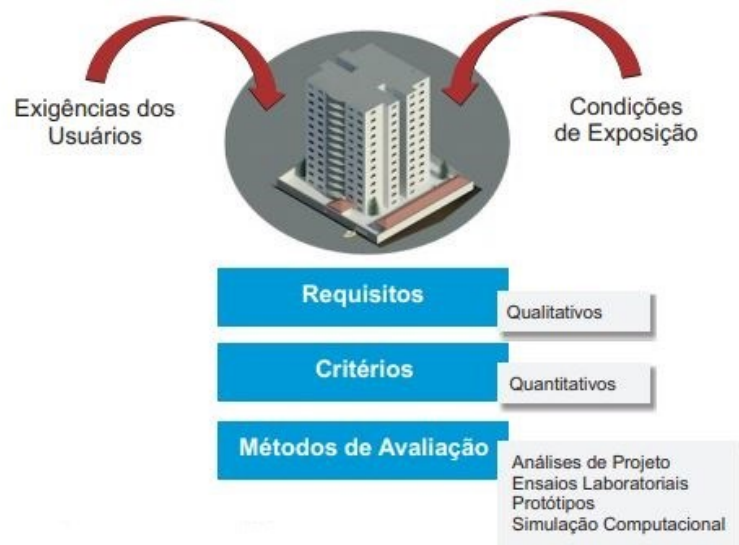 Exigências dos
Usuários
Condições
de Exposição
Requisitos
Qualitativos
Critérios
Quantitativos
Métodos de Avaliação
Análises de Projeto
Ensaios Laboratoriais
Protótipos
Simulação Computacional